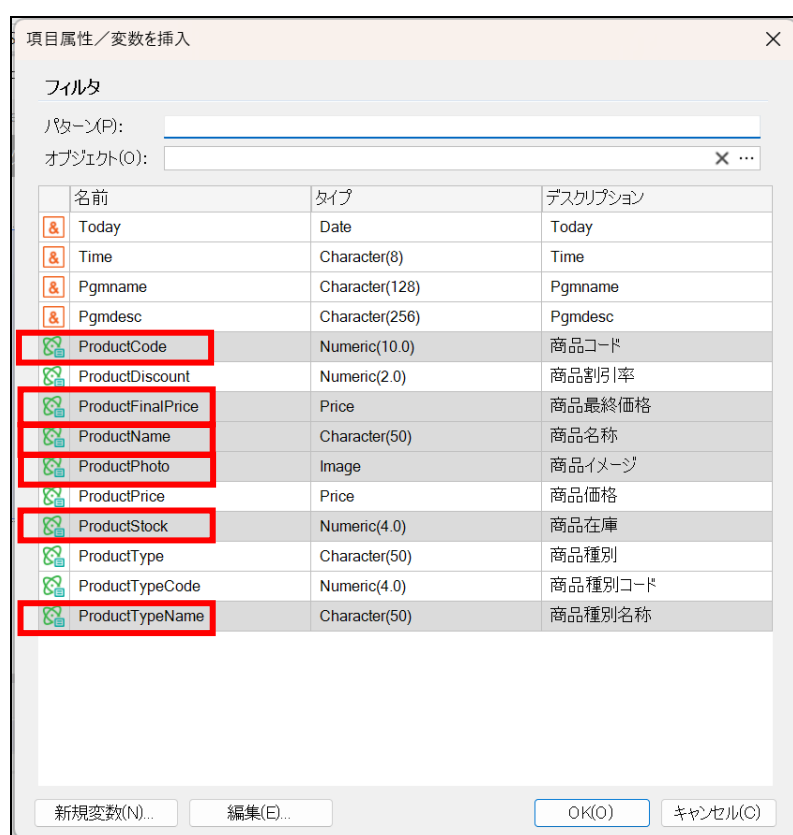 項目属性／変数を挿入
フィルタ
パターン(P):
オブジェクト(O):
名前 タイプ デスクリプション
& Today Date Today
& Time Character(8) Time
& Pgmname Character(128) Pgmname
& Pgmdesc Character(256) Pgmdesc
ProductCode Numeric(10.0) 商品コード
ProductDiscount Numeric(2.0) 商品割引率
ProductFinalPrice Price 商品最終価格
ProductName Character(50) 商品名称
ProductPhoto Image 商品イメージ
ProductPrice Price 商品価格
ProductStock Numeric(4.0) 商品在庫
ProductType Character(50) 商品種別
ProductTypeCode Numeric(4.0) 商品種別コード
ProductTypeName Character(50) 商品種別名称
新規変数(N)... 編集(E)... OK(O) キャンセル(C)